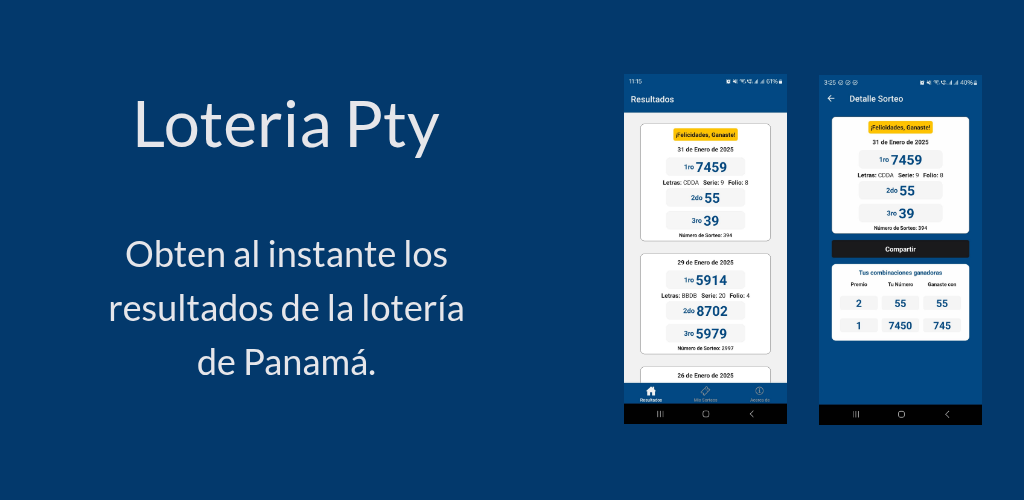 Loteria Pty
Obten al instante los
resultados de la lotería
de Panamá.
11:15
61%
Resultados
¡Felicidades, Ganaste!
31 de Enero de 2025
1ro 7459
Letras: CDDA Serie: 9 Folio: 8
2do 55
3ro 39
Número de Sorteo: 394
29 de Enero de 2025
1ro 5914
Letras: BBDB Serie: 20 Folio: 4
2do 8702
3ro 5979
Número de Sorteo: 2997
26 de Enero de 2025
Resultados Mis Sorteos Acerca de
3:25
40%
Detalle Sorteo
¡Felicidades, Ganaste!
31 de Enero de 2025
1ro 7459
Letras: CDDA Serie: 9 Folio: 8
2do 55
3ro 39
Número de Sorteo: 394
Compartir
Tus combinaciones ganadoras
Premio Tu Número Ganaste con
2 55 55
1 7450 745